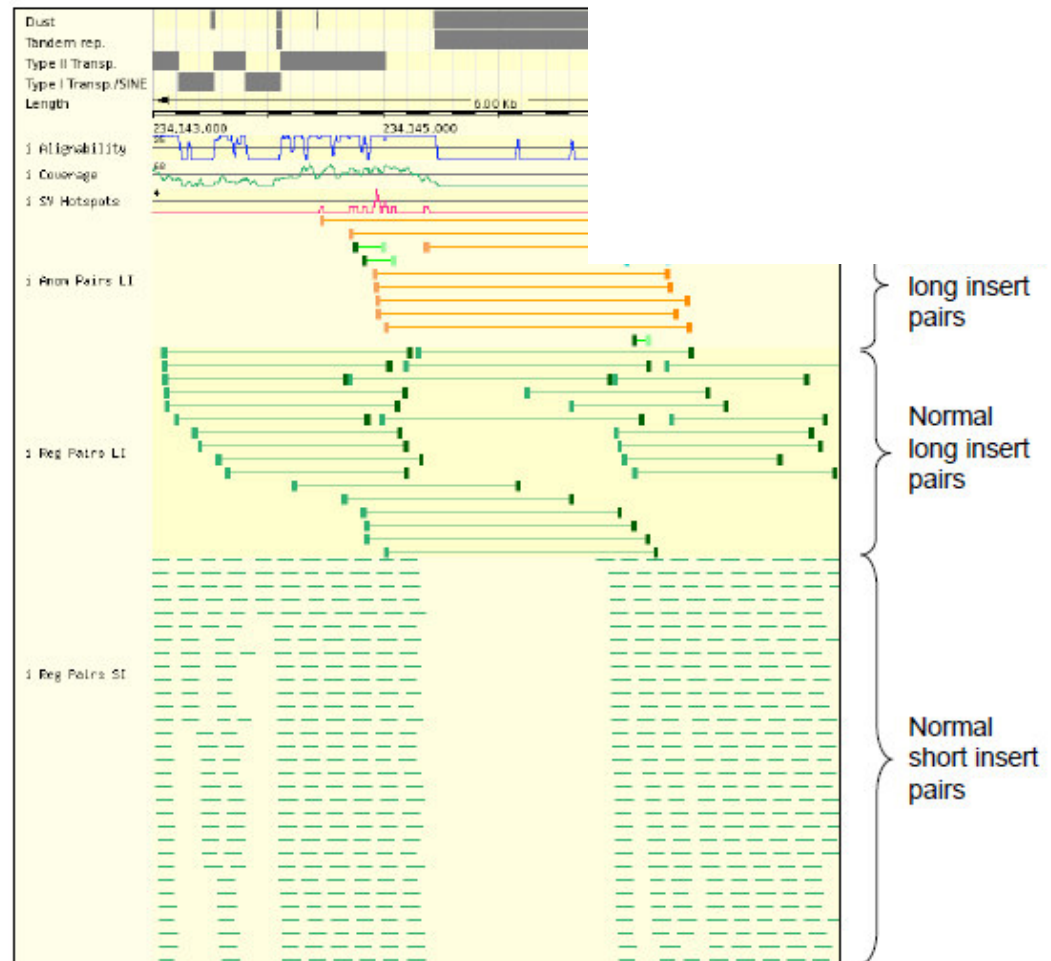 Dust
Tandem rep.
Type II Transp.
Type I Transp./SINE
Length
6.00 Kb
234,143,000
234,145,000
i Alignability
i Coverage
i SV Hotspots
4
i Anom Pairs LI
long insert
pairs
i Reg Pairs LI
Normal
long insert
pairs
i Reg Pairs SI
Normal
short insert
pairs